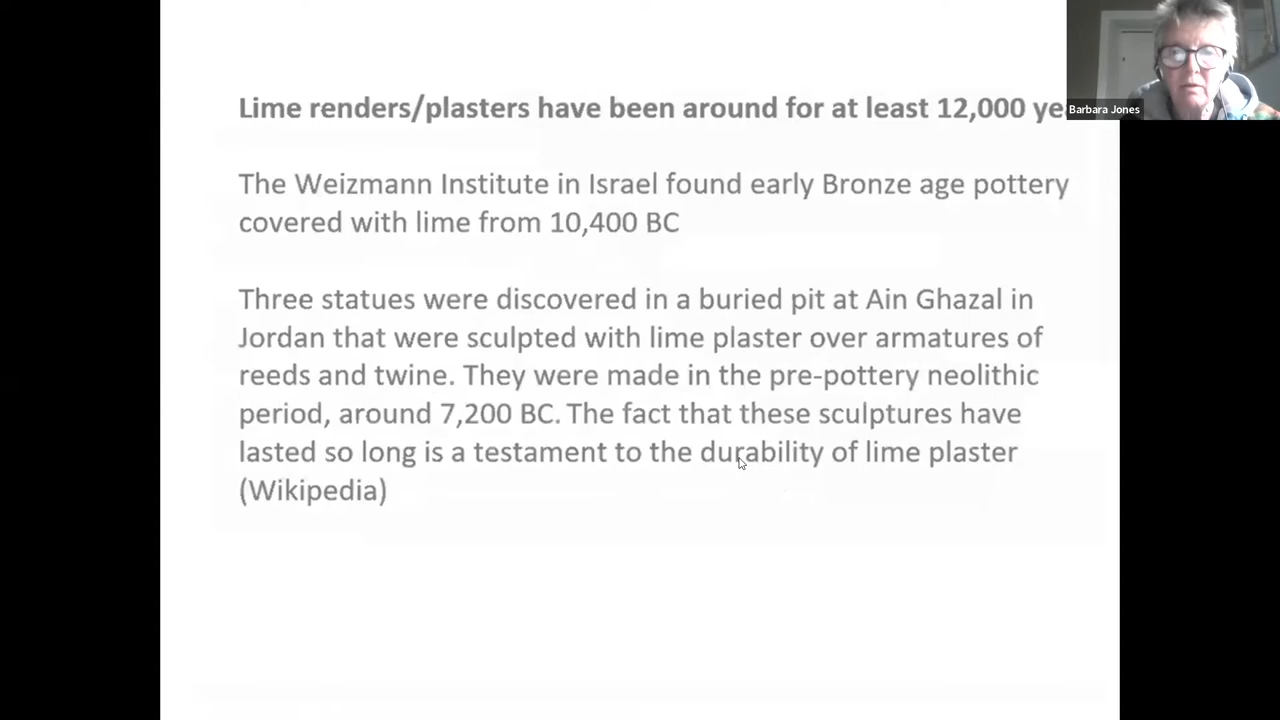 Lime renders/plasters have been around for at least 12,000 ye
Barbara Jones
The Weizmann Institute in Israel found early Bronze age pottery
covered with lime from 10,400 BC
Three statues were discovered in a buried pit at Ain Ghazal in
Jordan that were sculpted with lime plaster over armatures of
reeds and twine. They were made in the pre-pottery neolithic
period, around 7,200 BC. The fact that these sculptures have
lasted so long is a testament to the durability of lime plaster
(Wikipedia)